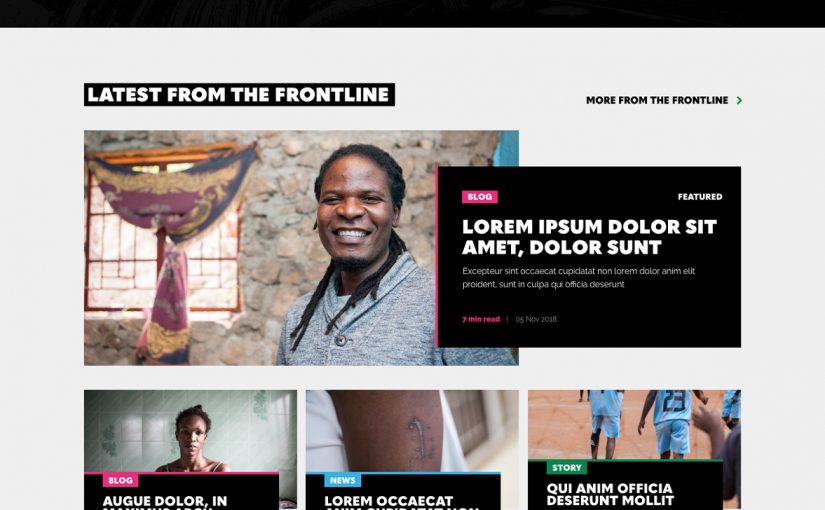 LATEST FROM THE FRONTLINE
MORE FROM THE FRONTLINE
BLOG
FEATURED
LOREM IPSUM DOLOR SIT
AMET, DOLOR SUNT
Excepteur sint occaecat cupidatat non lorem dolor anim elit
proident, sunt in culpa qui officia deserunt
7 min read | 05 Nov 2018
BLOG
AUGUE DOLOR, IN
NEWS
LOREM OCCAECAT
STORY
QUI ANIM OFFICIA
DESERUNT MOLLIT
23